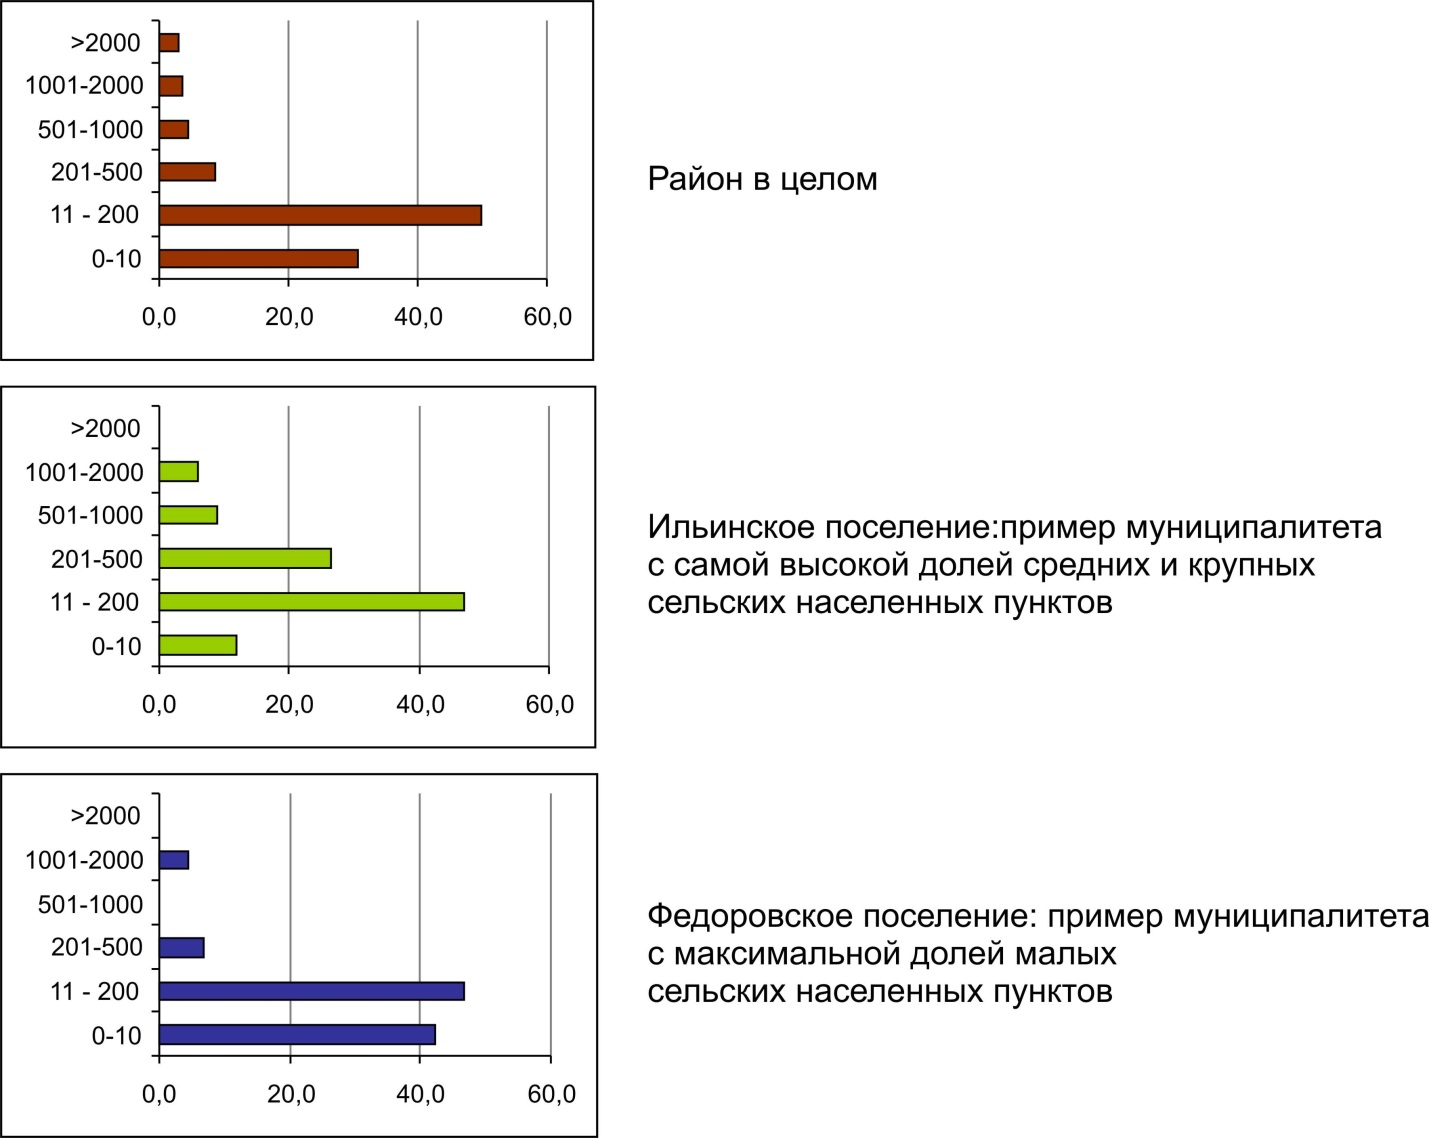 >2000
1001-2000
501-1000
201-500
11 - 200
0-10
0,0 20,0 40,0 60,0
Район в целом
>2000
1001-2000
501-1000
201-500
11 - 200
0-10
0,0 20,0 40,0 60,0
Ильинское поселение:пример муниципалитета
с самой высокой долей средних и крупных
сельских населенных пунктов
>2000
1001-2000
501-1000
201-500
11 - 200
0-10
0,0 20,0 40,0 60,0
Федоровское поселение: пример муниципалитета
с максимальной долей малых
сельских населенных пунктов